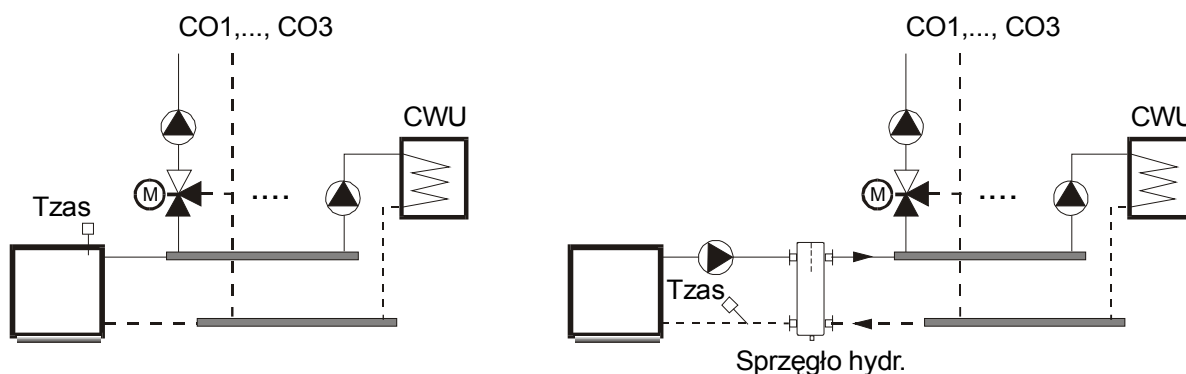 CO1,..., CO3
CWU
M
....
Tzas
CO1,..., CO3
CWU
M
....
Tzas
Sprzęgło hydr.